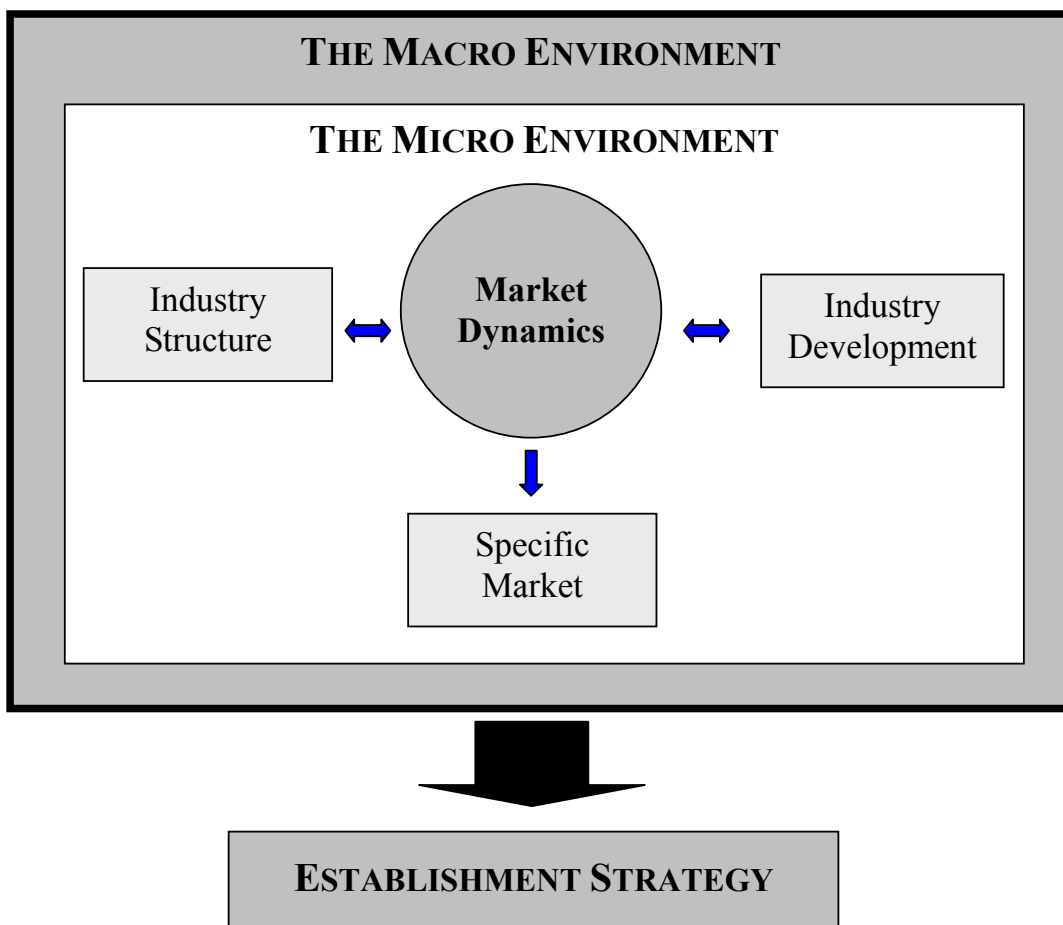 THE MACRO ENVIRONMENT
THE MICRO ENVIRONMENT
Industry
Structure
Market
Dynamics
Industry
Development
Specific
Market
ESTABLISHMENT STRATEGY